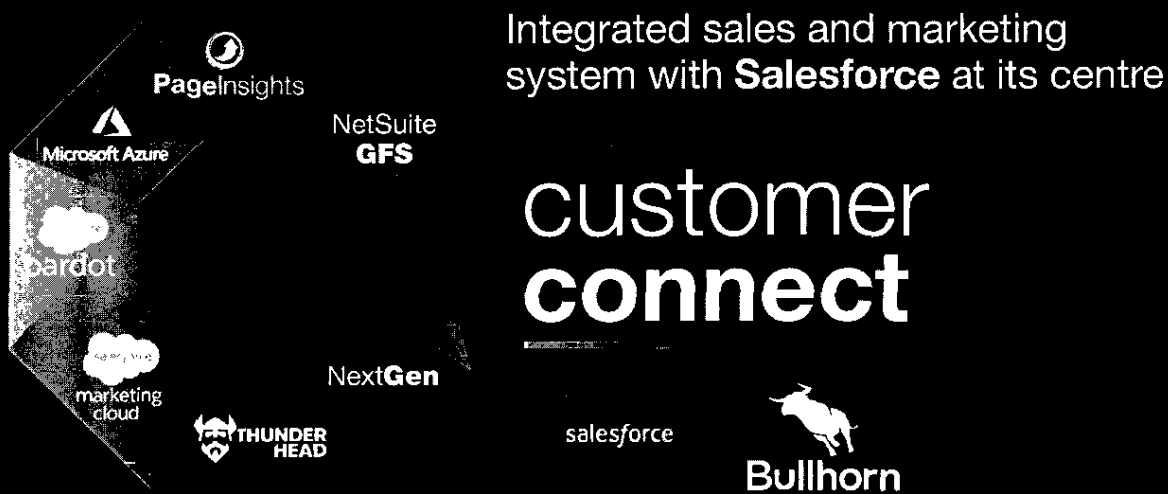 Integrated sales and marketing
system with Salesforce at its centre
PageInsights
NetSuite
GFS
Microsoft Azure
customer
connect
pardot
salesforce
marketing
cloud
NextGen
THUNDER
HEAD
salesforce
Bullhorn